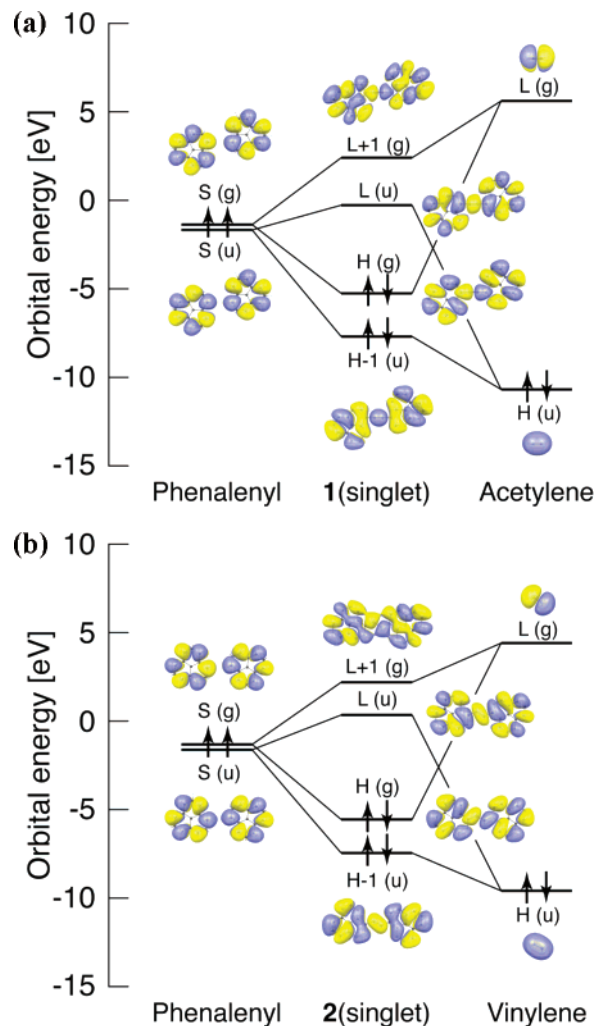 (a)
10
5
0
-5
-10
-15
Orbital energy [eV]
S (g)
S (u)
L+1 (g)
L (u)
H (g)
H-1 (u)
L (g)
H (u)
Phenalenyl
1(singlet)
Acetylene
(b)
10
5
0
-5
-10
-15
Orbital energy [eV]
S (g)
S (u)
L+1 (g)
L (u)
H (g)
H-1 (u)
L (g)
H (u)
Phenalenyl
2(singlet)
Vinylene